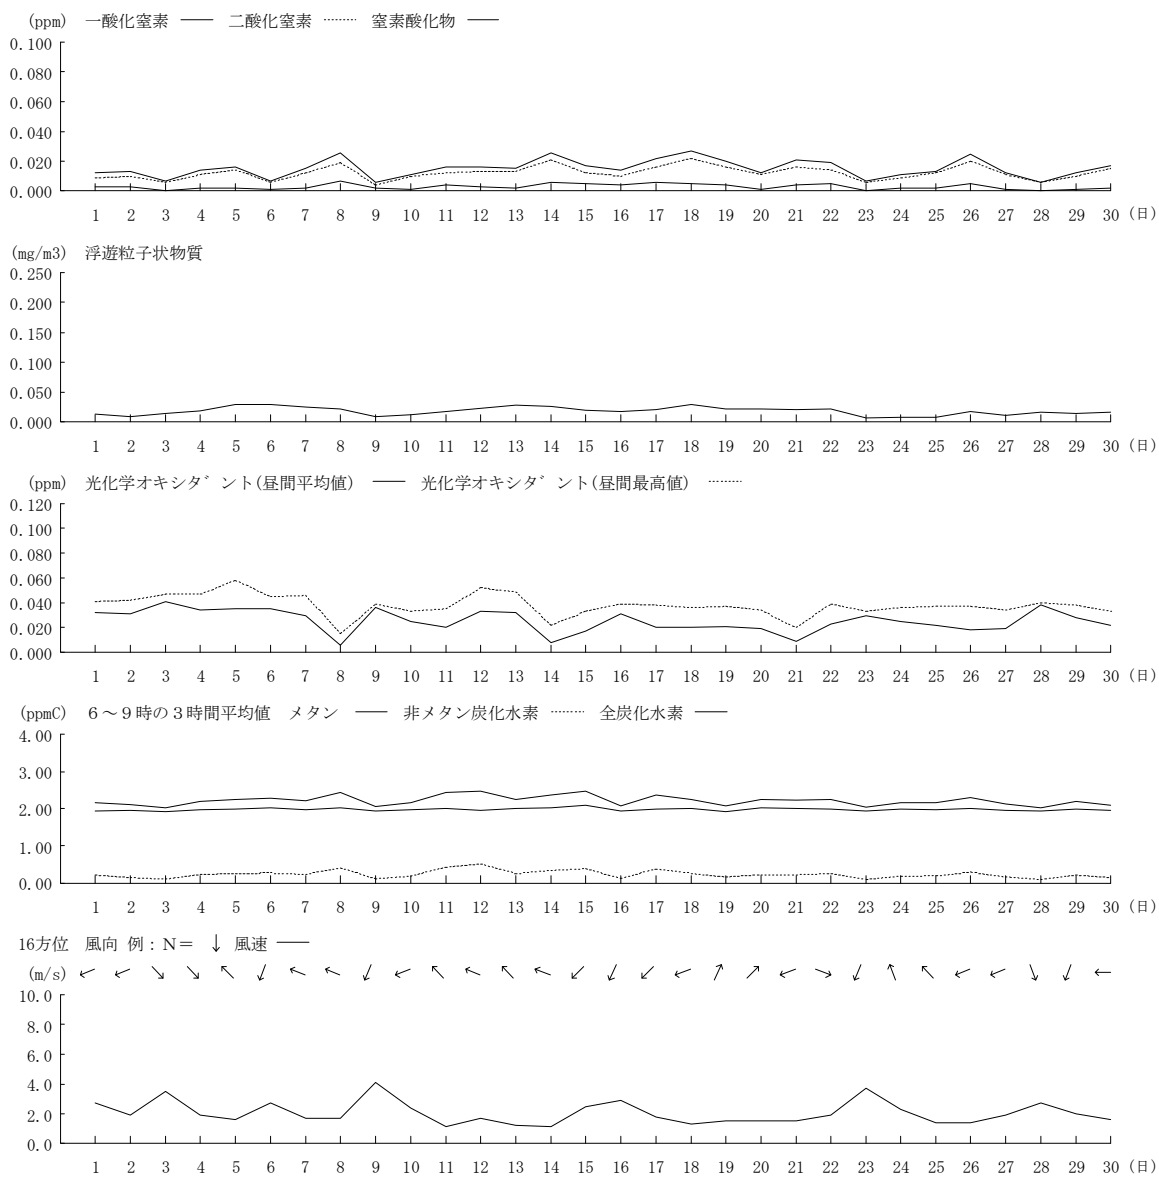 (ppm) 一酸化窒素 二酸化窒素 窒素酸化物
0.100
0.080
0.060
0.040
0.020
0.000
1 2 3 4 5 6 7 8 9 10 11 12 13 14 15 16 17 18 19 20 21 22 23 24 25 26 27 28 29 30 (日)
(mg/m3) 浮遊粒子状物質
0.250
0.200
0.150
0.100
0.050
0.000
1 2 3 4 5 6 7 8 9 10 11 12 13 14 15 16 17 18 19 20 21 22 23 24 25 26 27 28 29 30 (日)
(ppm) 光化学オキシダント(昼間平均値) 光化学オキシダント(昼間最高値)
0.120
0.100
0.080
0.060
0.040
0.020
0.000
1 2 3 4 5 6 7 8 9 10 11 12 13 14 15 16 17 18 19 20 21 22 23 24 25 26 27 28 29 30 (日)
(ppmC) 6～9時の3時間平均値 メタン 非メタン炭化水素 全炭化水素
4.00
3.00
2.00
1.00
0.00
1 2 3 4 5 6 7 8 9 10 11 12 13 14 15 16 17 18 19 20 21 22 23 24 25 26 27 28 29 30 (日)
16方位 風向 例：N＝ ↓ 風速
(m/s)
10.0
8.0
6.0
4.0
2.0
0.0
1 2 3 4 5 6 7 8 9 10 11 12 13 14 15 16 17 18 19 20 21 22 23 24 25 26 27 28 29 30 (日)